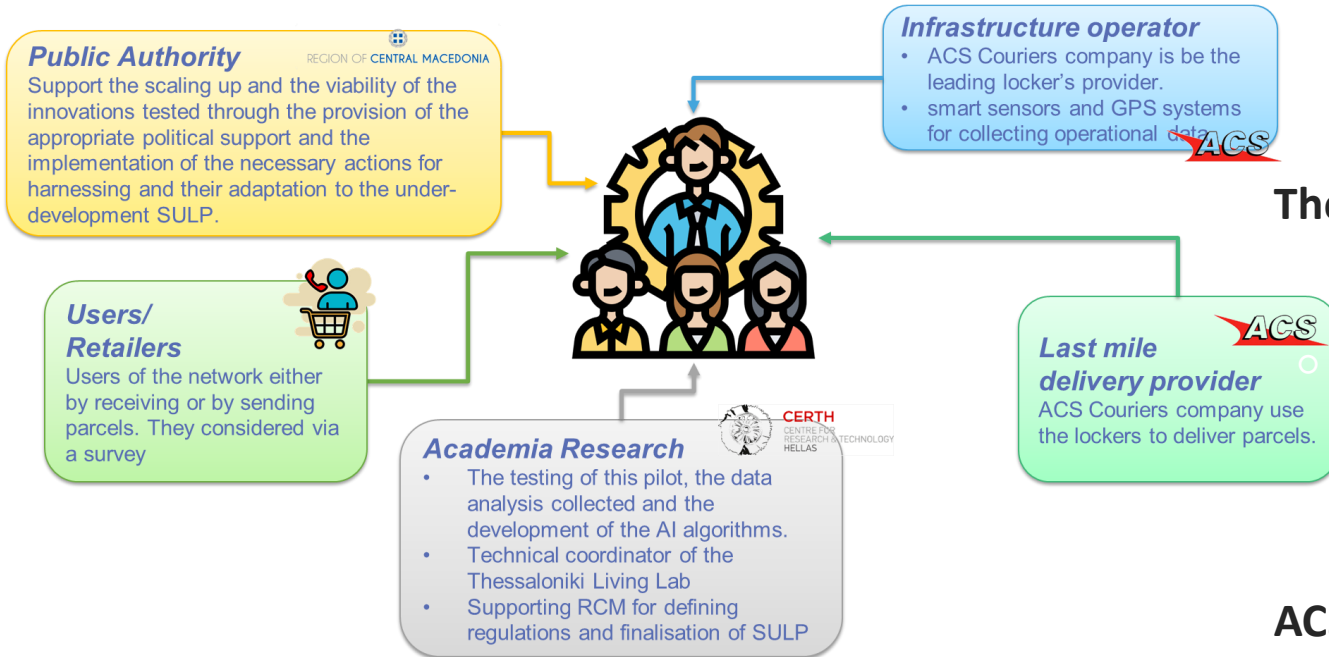 Public Authority
REGION OF CENTRAL MACEDONIA
Support the scaling up and the viability of the
innovations tested through the provision of the
appropriate political support and the
implementation of the necessary actions for
harnessing and their adaptation to the under-
development SULP.
Infrastructure operator
• ACS Couriers company is be the
leading locker's provider.
• smart sensors and GPS systems
for collecting operational data
ACS
The
Users/
Retailers
Users of the network either
by receiving or by sending
parcels. They considered via
a survey
ACS
Last mile
delivery provider
ACS Couriers company use
the lockers to deliver parcels.
CERTH
CENTRE FOR
RESEARCH & TECHNOLOGY
HELLAS
Academia Research
• The testing of this pilot, the data
analysis collected and the
development of the AI algorithms.
• Technical coordinator of the
Thessaloniki Living Lab
• Supporting RCM for defining
regulations and finalisation of SULP
AC